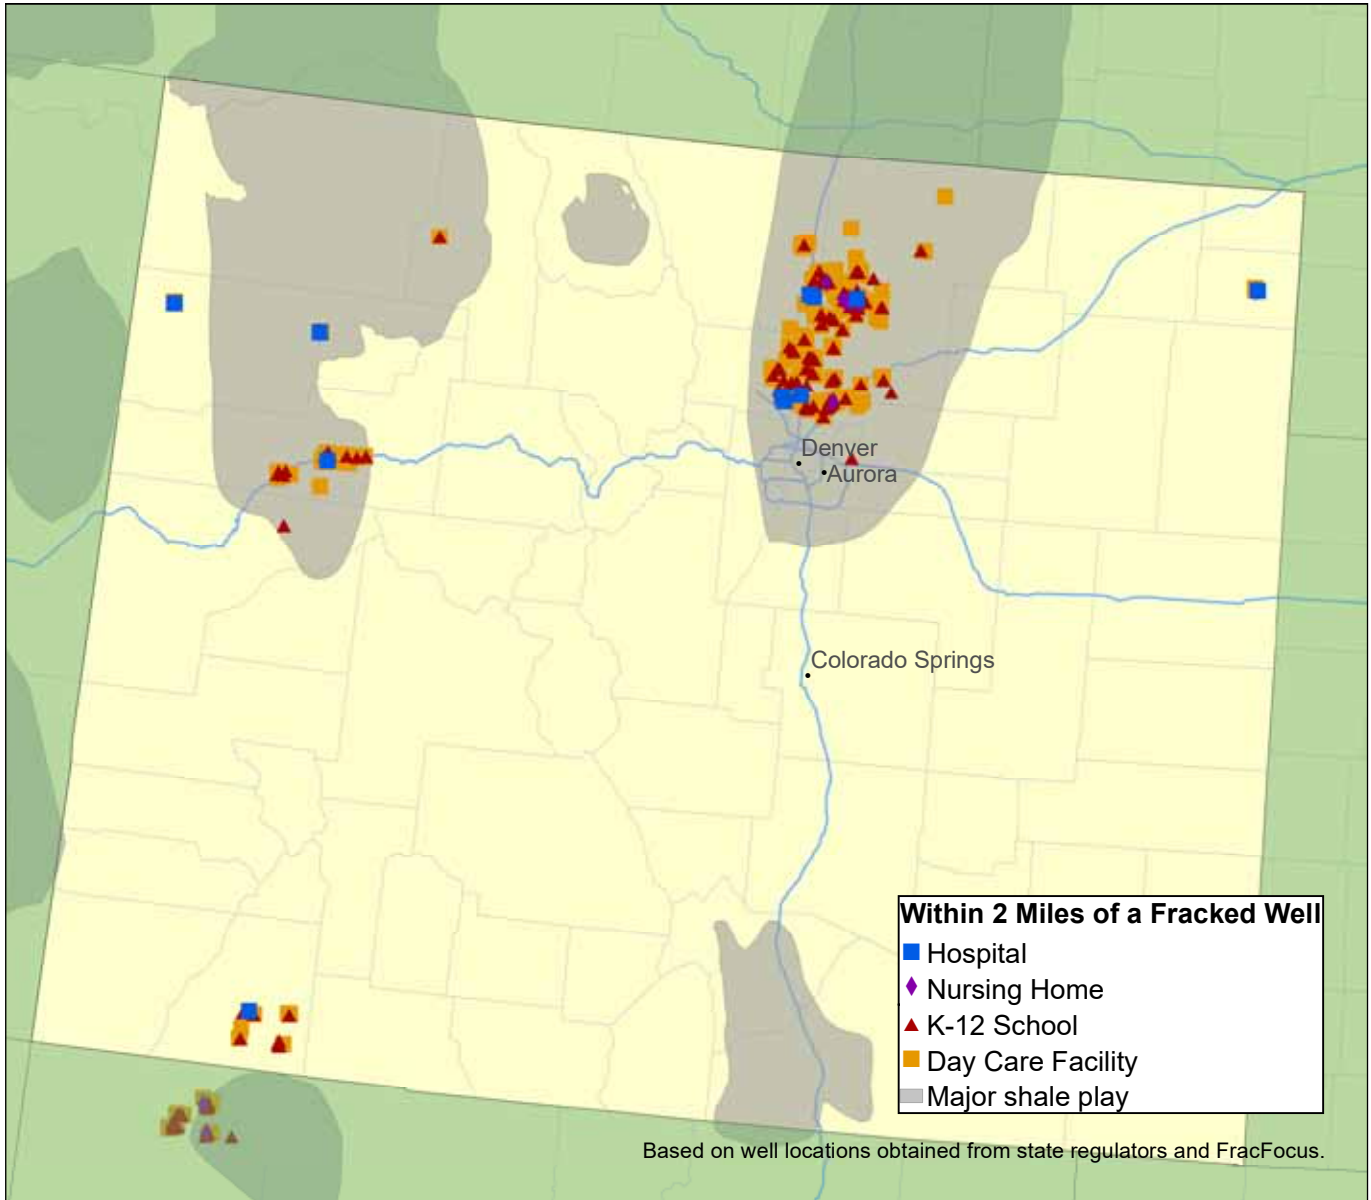 Denver
Aurora
Colorado Springs
Within 2 Miles of a Fracked Well
Hospital
Nursing Home
K-12 School
Day Care Facility
Major shale play
Based on well locations obtained from state regulators and FracFocus.